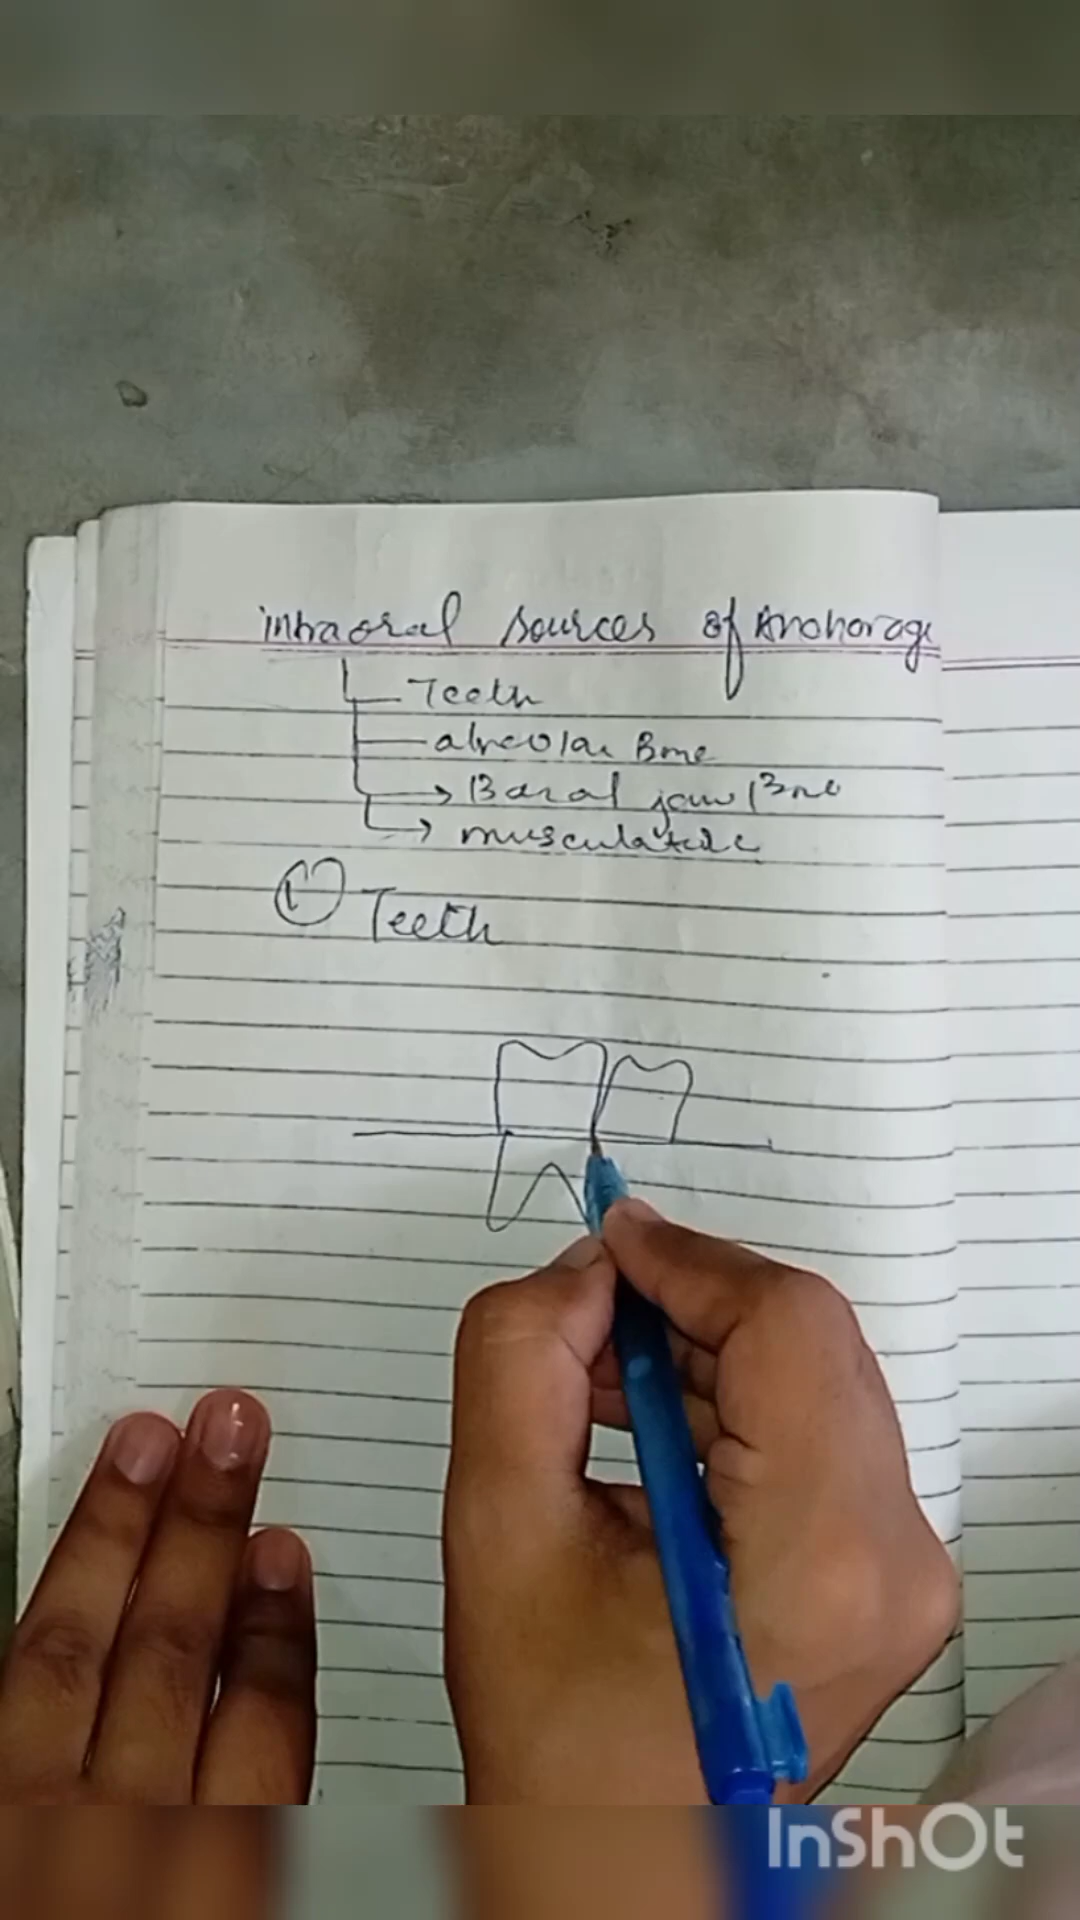 intraoral sources of Anchorage
Teeth
alveolar Bone
Basal jaw Bone
musculature
1 Teeth
InShOt